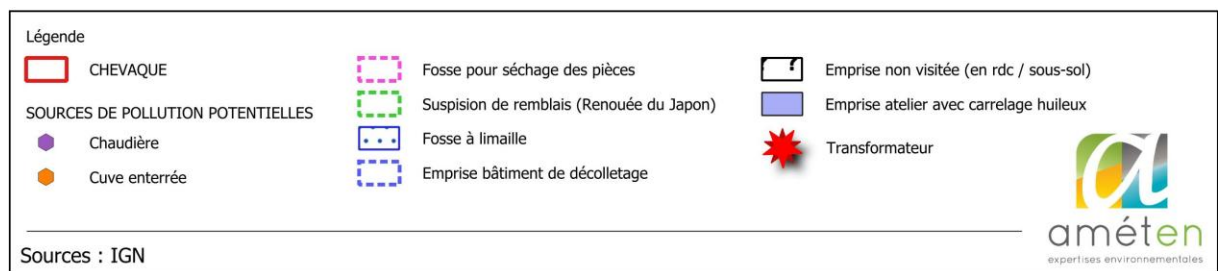 Légende
CHEVAQUE
SOURCES DE POLLUTION POTENTIELLES
Chaudière
Cuve enterrée
Fosse pour séchage des pièces
Suspision de remblais (Renouée du Japon)
Fosse à limaille
Emprise bâtiment de décolletage
?
Emprise non visitée (en rdc / sous-sol)
Emprise atelier avec carrelage huileux
Transformateur
a
améten
expertises environnementales
Sources : IGN